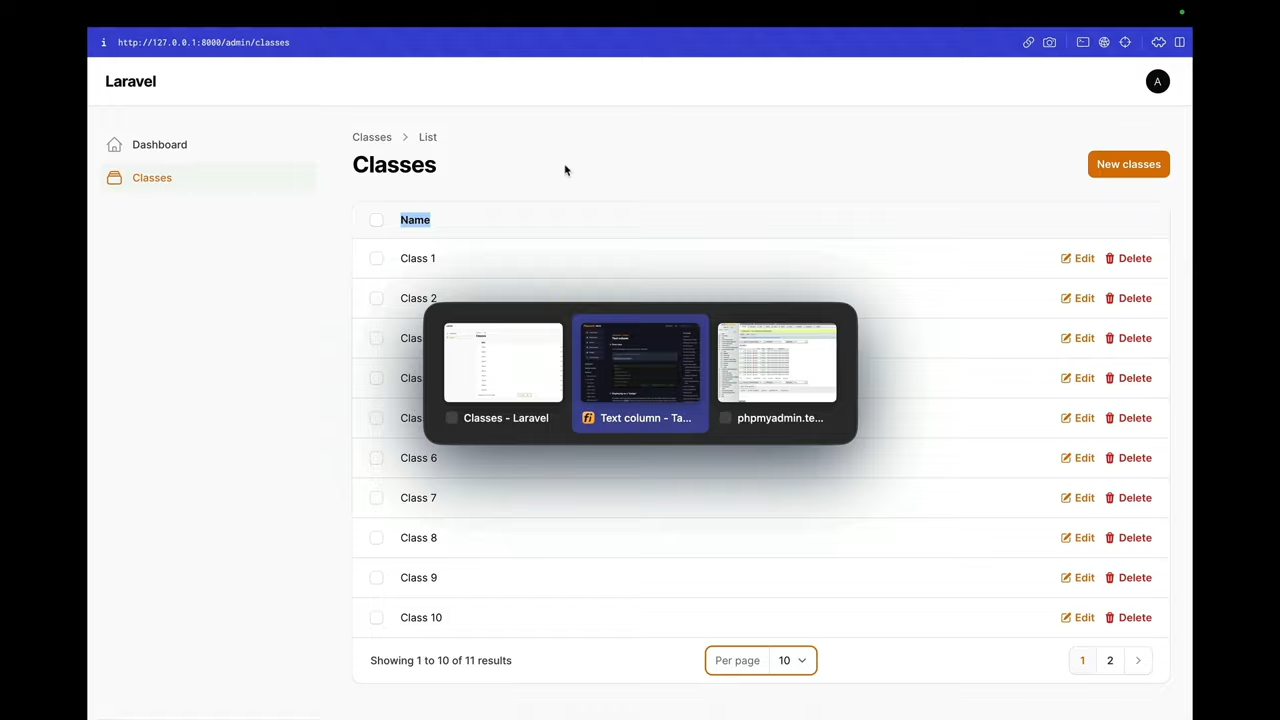 http://127.0.0.1:8000/admin/classes
Laravel
A
Dashboard
Classes
Classes > List
Classes
New classes
Name
Class 1 Edit Delete
Class 2 Edit Delete
Clas Edit Delete
Clas Edit Delete
Clas Edit Delete
Classes - Laravel
Text column - Ta...
phpmyadmin.te...
Class 6 Edit Delete
Class 7 Edit Delete
Class 8 Edit Delete
Class 9 Edit Delete
Class 10 Edit Delete
Showing 1 to 10 of 11 results
Per page 10
1 2